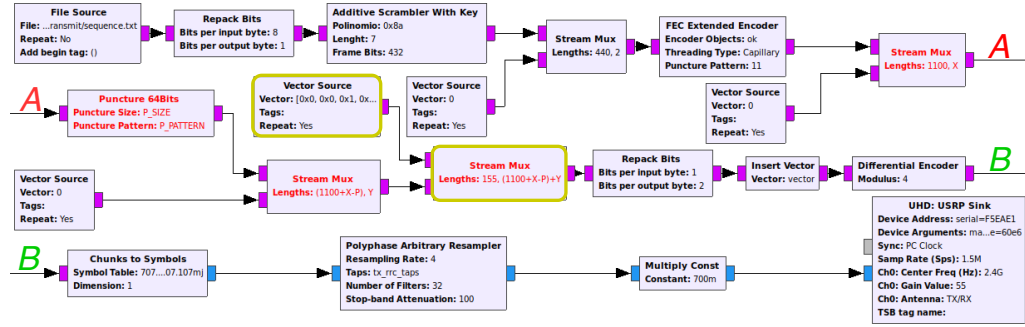 File Source
File: ...ransmit/sequence.txt
Repeat: No
Add begin tag: ()
Repack Bits
Bits per input byte: 8
Bits per output byte: 1
Additive Scrambler With Key
Polinomio: 0x8a
Lenght: 7
Frame Bits: 432
Stream Mux
Lengths: 440, 2
FEC Extended Encoder
Encoder Objects: ok
Threading Type: Capillary
Puncture Pattern: 11
Stream Mux
Lengths: 1100, X
A
A
Puncture 64Bits
Puncture Size: P_SIZE
Puncture Pattern: P_PATTERN
Vector Source
Vector: [0x0, 0x0, 0x1, 0x...
Tags:
Repeat: Yes
Vector Source
Vector: 0
Tags:
Repeat: Yes
Vector Source
Vector: 0
Tags:
Repeat: Yes
Vector Source
Vector: 0
Tags:
Repeat: Yes
Stream Mux
Lengths: (1100+X-P), Y
Stream Mux
Lengths: 155, (1100+X-P)+Y
Repack Bits
Bits per input byte: 1
Bits per output byte: 2
Insert Vector
Vector: vector
Differential Encoder
Modulus: 4
B
B
Chunks to Symbols
Symbol Table: 707....07.107mj
Dimension: 1
Polyphase Arbitrary Resampler
Resampling Rate: 4
Taps: tx_rrc_taps
Number of Filters: 32
Stop-band Attenuation: 100
Multiply Const
Constant: 700m
UHD: USRP Sink
Device Address: serial=F5EAE1
Device Arguments: ma...e=60e6
Sync: PC Clock
Samp Rate (Sps): 1.5M
Ch0: Center Freq (Hz): 2.4G
Ch0: Gain Value: 55
Ch0: Antenna: TX/RX
TSB tag name: